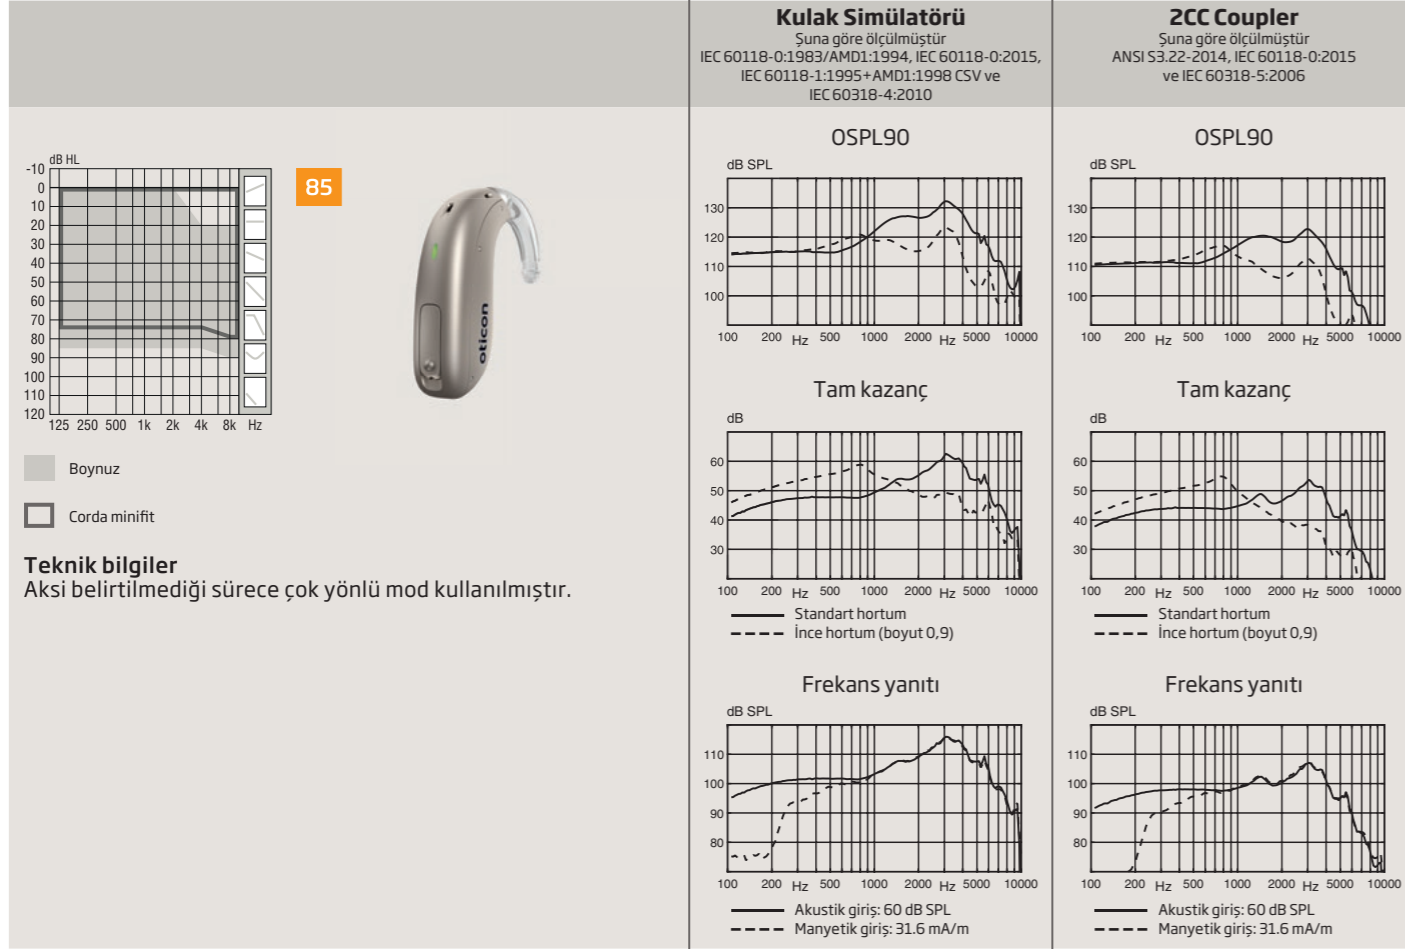 Kulak Simülatörü
Şuna göre ölçülmüştür
IEC 60118-0:1983/AMD1:1994, IEC 60118-0:2015,
IEC 60118-1:1995+AMD1:1998 CSV ve
IEC 60318-4:2010
2CC Coupler
Şuna göre ölçülmüştür
ANSI S3.22-2014, IEC 60118-0:2015
ve IEC 60318-5:2006
dB HL
-10
0
10
20
30
40
50
60
70
80
90
100
110
120
125 250 500 1k 2k 4k 8k Hz
85
oticon
Boynuz
Corda minifit
Teknik bilgiler
Aksi belirtilmediği sürece çok yönlü mod kullanılmıştır.
OSPL90
dB SPL
130
120
110
100
100 200 Hz 500 1000 2000 Hz 5000 10000
Tam kazanç
dB
60
50
40
30
100 200 Hz 500 1000 2000 Hz 5000 10000
Standart hortum
İnce hortum (boyut 0,9)
Frekans yanıtı
dB SPL
110
100
90
80
100 200 Hz 500 1000 2000 Hz 5000 10000
Akustik giriş: 60 dB SPL
Manyetik giriş: 31.6 mA/m
OSPL90
dB SPL
130
120
110
100
100 200 Hz 500 1000 2000 Hz 5000 10000
Tam kazanç
dB
60
50
40
30
100 200 Hz 500 1000 2000 Hz 5000 10000
Standart hortum
İnce hortum (boyut 0,9)
Frekans yanıtı
dB SPL
110
100
90
80
100 200 Hz 500 1000 2000 Hz 5000 10000
Akustik giriş: 60 dB SPL
Manyetik giriş: 31.6 mA/m